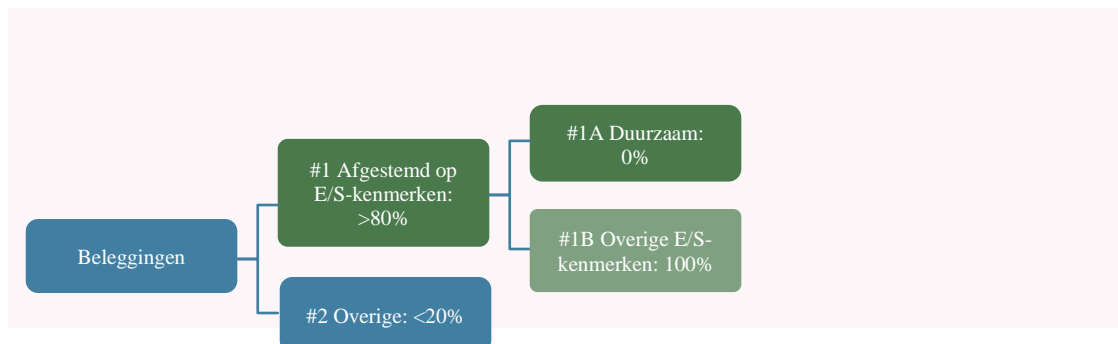 Beleggingen
#1 Afgestemd op
E/S-kenmerken:
>80%
#2 Overige: <20%
#1A Duurzaam:
0%
#1B Overige E/S-
kenmerken: 100%